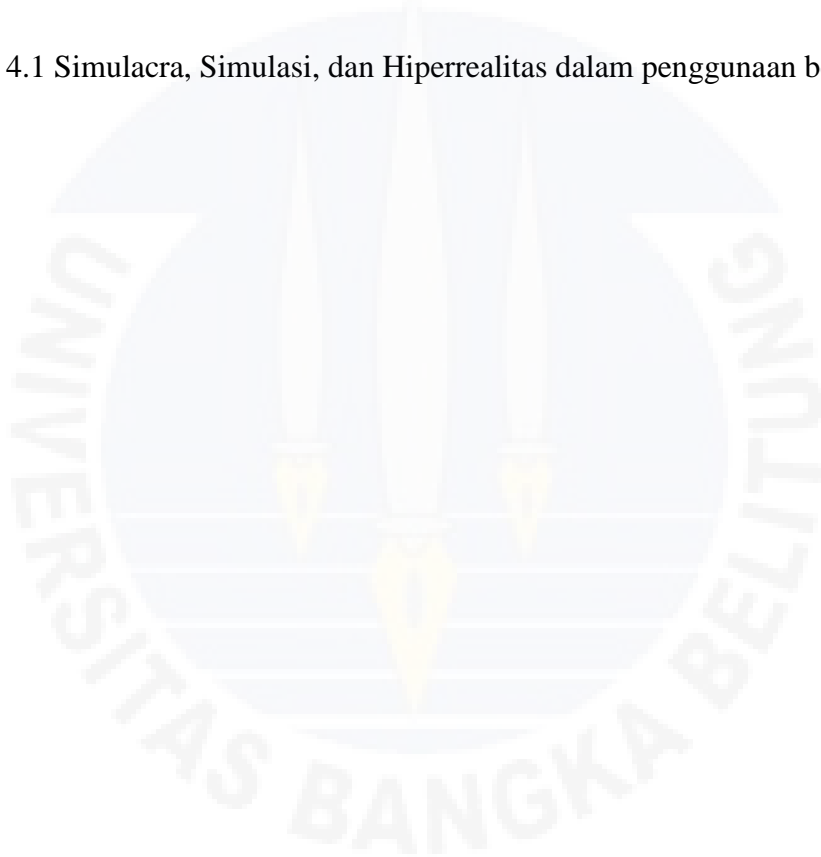 4.1 Simulacra, Simulasi, dan Hiperrealitas dalam penggunaan b
UNIVERSITAS BANGKA BELITUNG